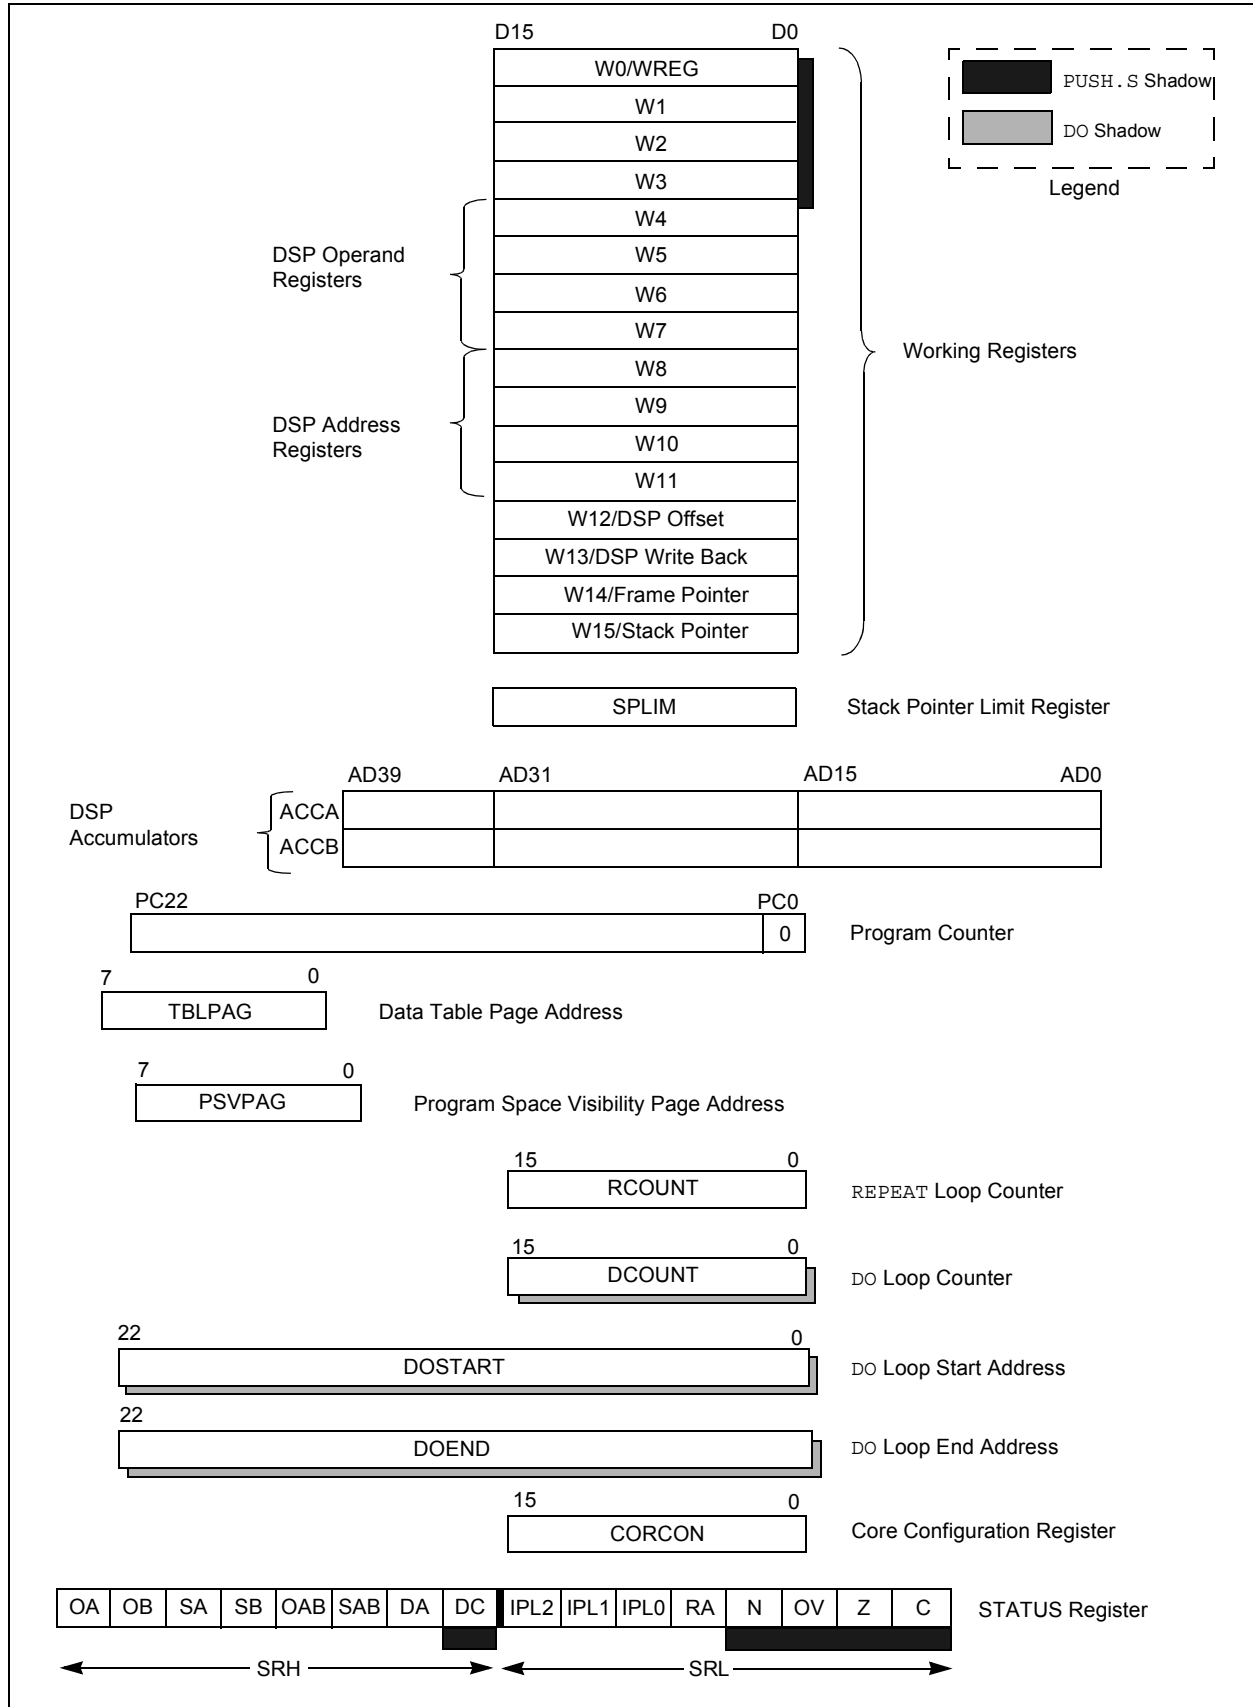 D15 D0
W0/WREG
W1
W2
W3
W4
W5
W6
W7
W8
W9
W10
W11
W12/DSP Offset
W13/DSP Write Back
W14/Frame Pointer
W15/Stack Pointer
PUSH.S Shadow
DO Shadow
Legend
DSP Operand
Registers
DSP Address
Registers
Working Registers
SPLIM Stack Pointer Limit Register
AD39 AD31 AD15 AD0
DSP
Accumulators
ACCA
ACCB
PC22 PC0
0 Program Counter
7 0
TBLPAG Data Table Page Address
7 0
PSVPAG Program Space Visibility Page Address
15 0
RCOUNT REPEAT Loop Counter
15 0
DCOUNT DO Loop Counter
22 0
DOSTART DO Loop Start Address
22
DOEND DO Loop End Address
15 0
CORCON Core Configuration Register
OA OB SA SB OAB SAB DA DC IPL2 IPL1 IPL0 RA N OV Z C STATUS Register
SRH SRL